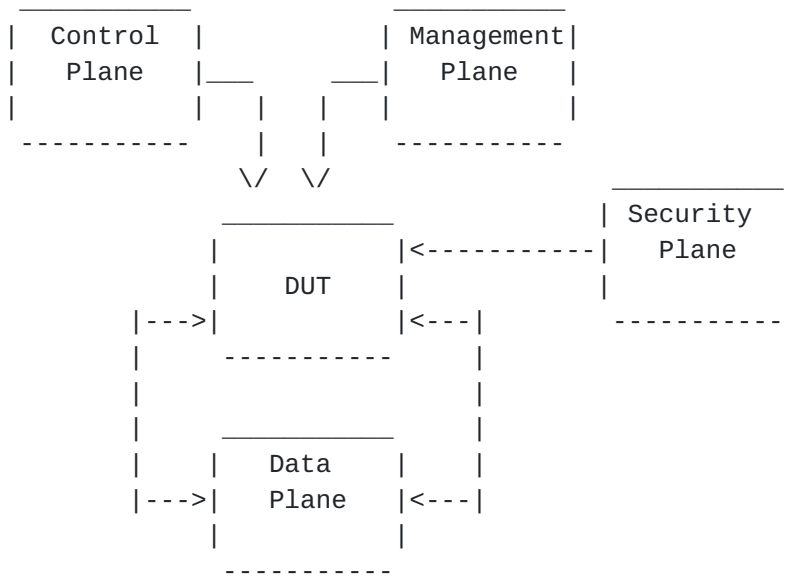 Control
Plane
Management
Plane
Security
Plane
DUT
Data
Plane